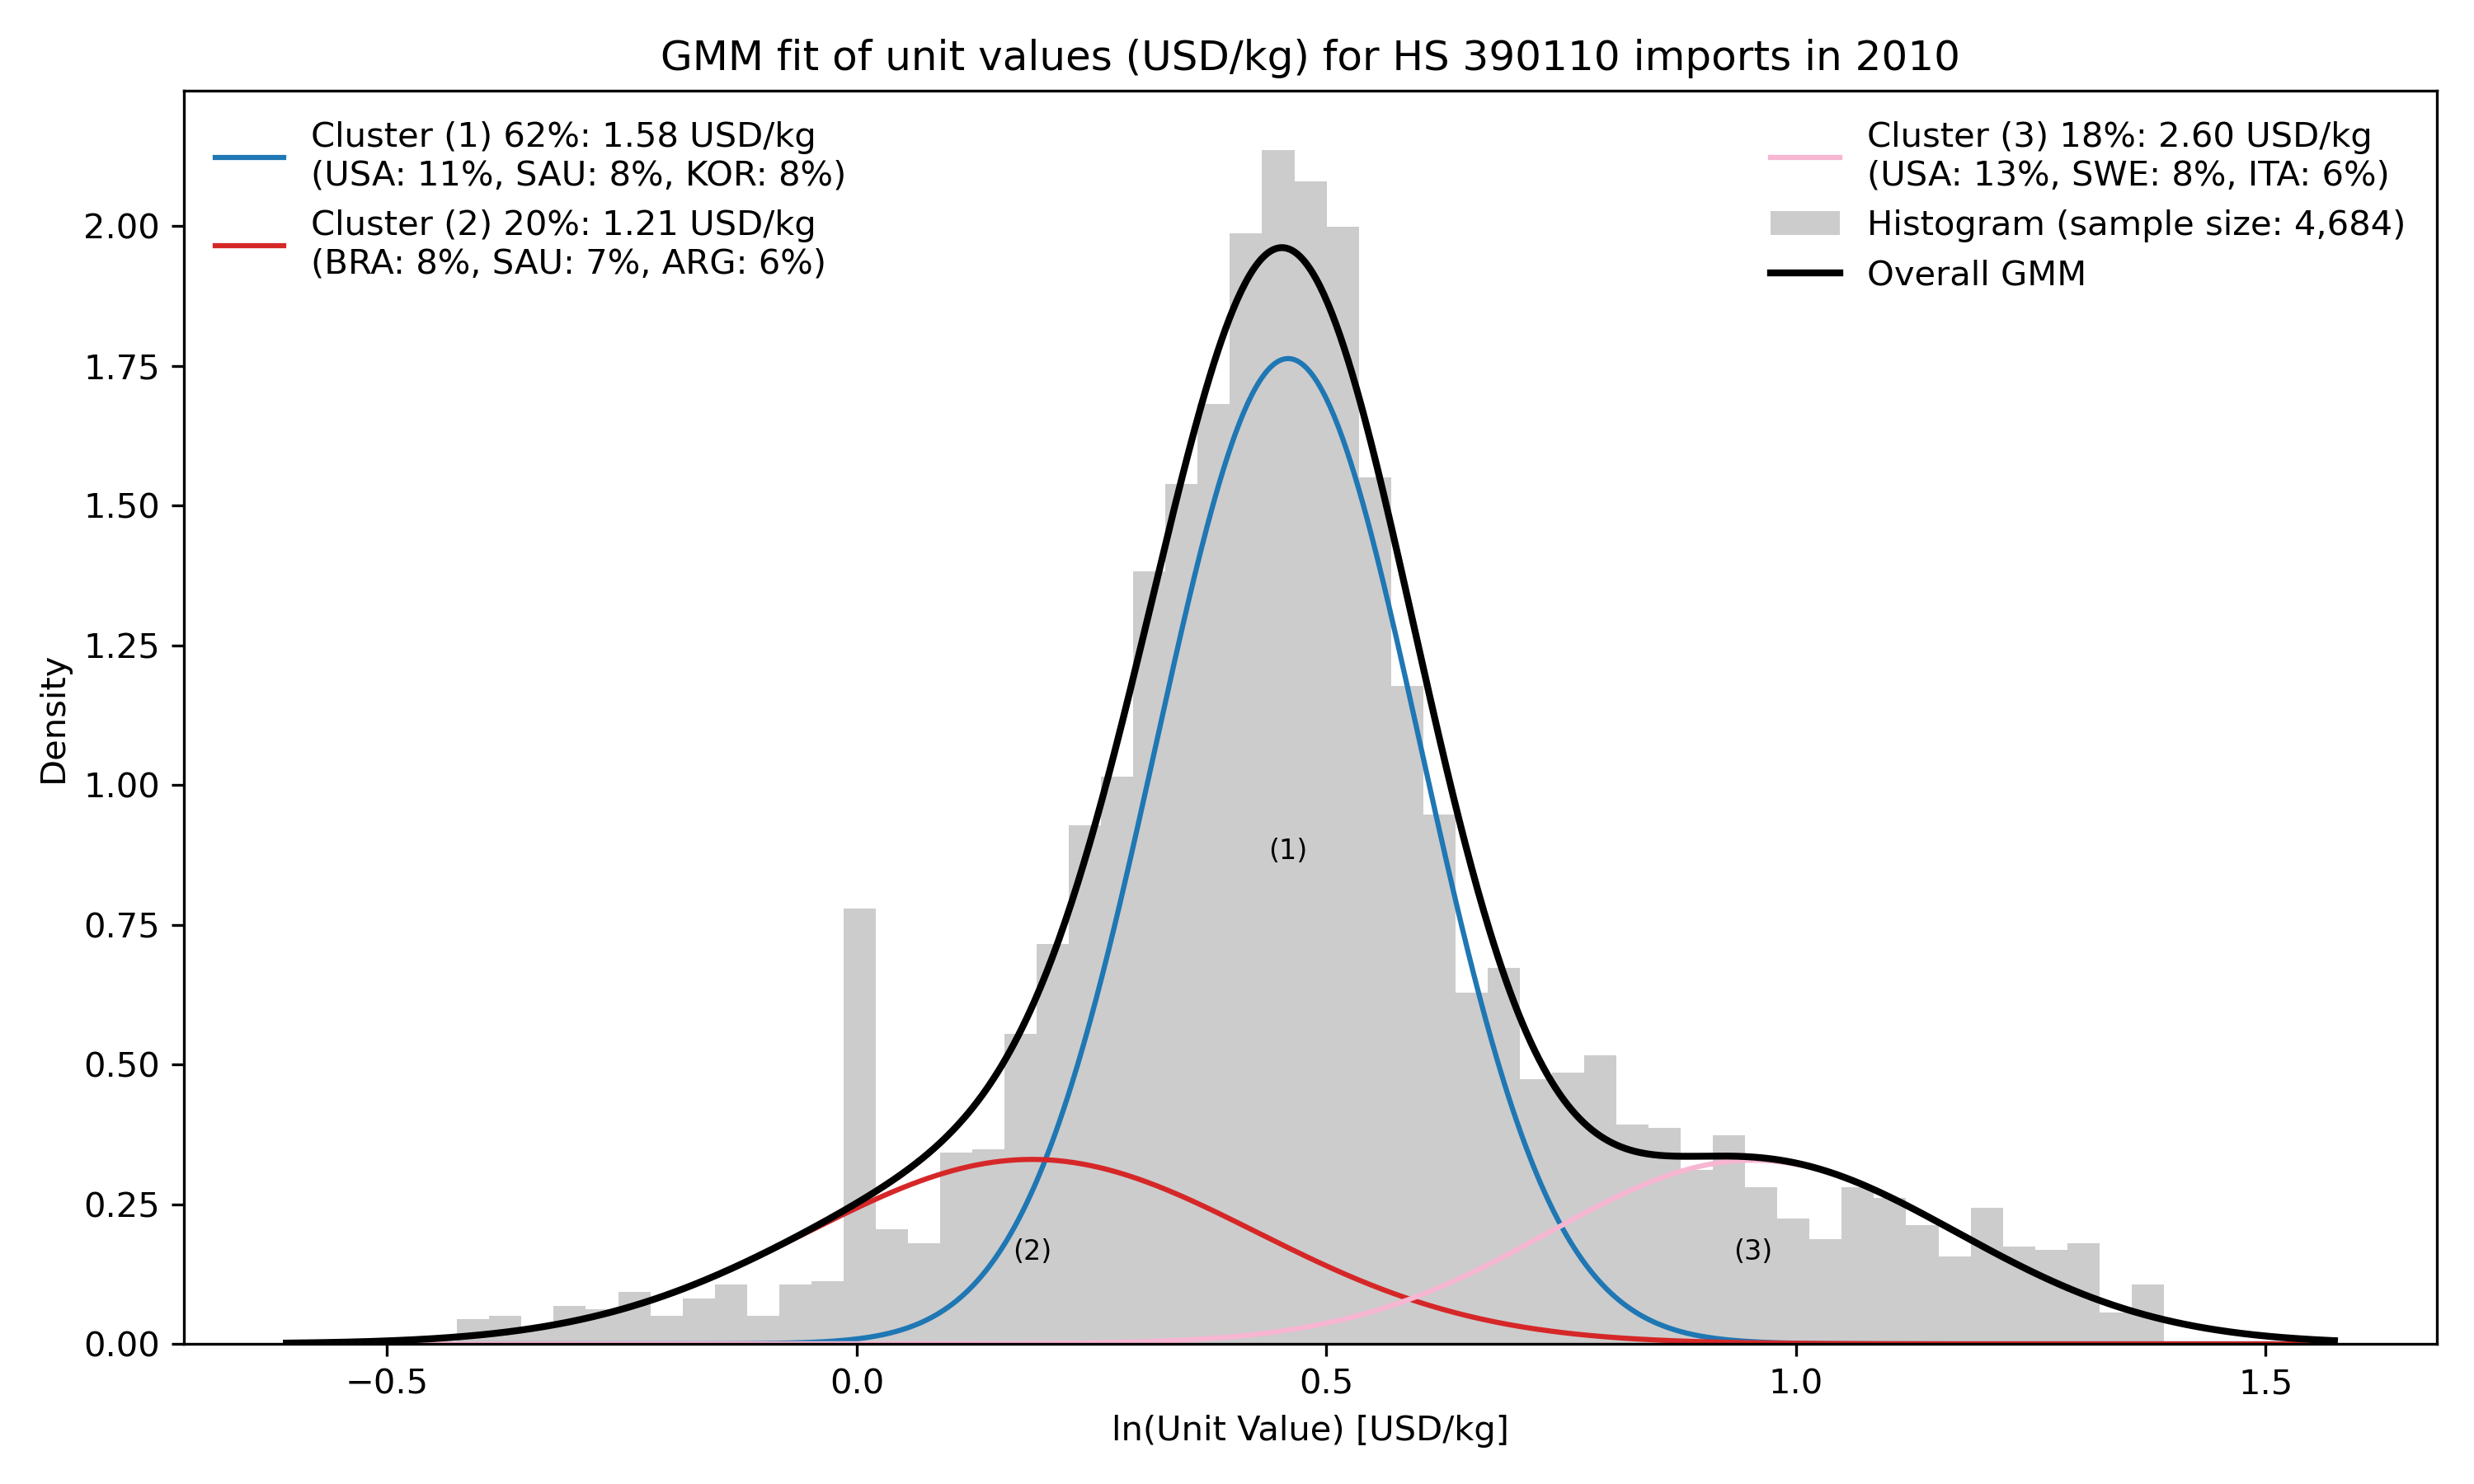 GMM fit of unit values (USD/kg) for HS 390110 imports in 2010
Cluster (1) 62%: 1.58 USD/kg
(USA: 11%, SAU: 8%, KOR: 8%)
Cluster (2) 20%: 1.21 USD/kg
(BRA: 8%, SAU: 7%, ARG: 6%)
Cluster (3) 18%: 2.60 USD/kg
(USA: 13%, SWE: 8%, ITA: 6%)
Histogram (sample size: 4,684)
Overall GMM
Density
2.00
1.75
1.50
1.25
1.00
0.75
0.50
0.25
0.00
(1)
(2)
(3)
−0.5
0.0
0.5
1.0
1.5
ln(Unit Value) [USD/kg]